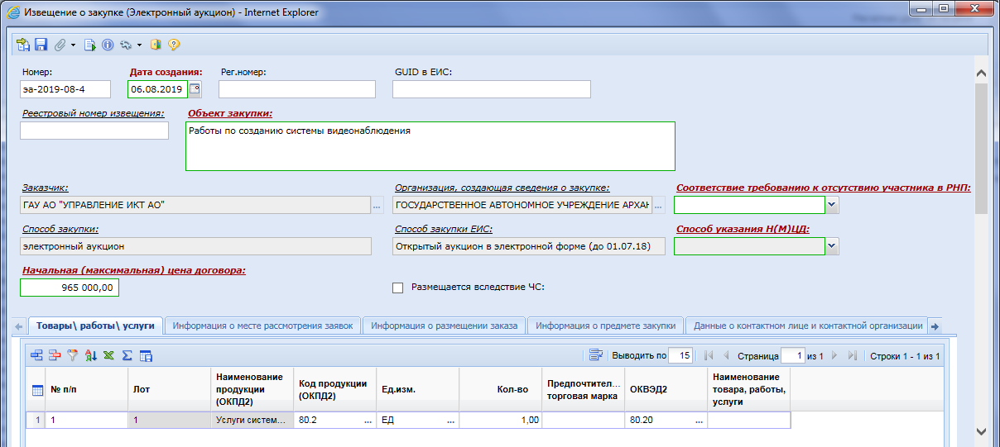 Извещение о закупке (Электронный аукцион) - Internet Explorer
Номер: Дата создания: Рег.номер: GUID в ЕИС:
эа-2019-08-4 06.08.2019
Реестровый номер извещения: Объект закупки:
Работы по созданию системы видеонаблюдения
Заказчик: Организация, создающая сведения о закупке: Соответствие требованию к отсутствию участника в РНП:
ГАУ АО "УПРАВЛЕНИЕ ИКТ АО" ... ГОСУДАРСТВЕННОЕ АВТОНОМНОЕ УЧРЕЖДЕНИЕ АРХАН ...
Способ закупки: Способ закупки ЕИС: Способ указания Н(М)ЦД:
электронный аукцион Открытый аукцион в электронной форме (до 01.07.18)
Начальная (максимальная) цена договора:
965 000,00 Размещается вследствие ЧС:
Товары\ работы\ услуги Информация о месте рассмотрения заявок Информация о размещении заказа Информация о предмете закупки Данные о контактном лице и контактной организации
Выводить по 15 Страница 1 из 1 Строки 1 - 1 из 1
№ п/п Лот Наименование продукции (ОКПД2) Код продукции (ОКПД2) Ед.изм. Кол-во Предпочтител... торговая марка ОКВЭД2 Наименование товара, работы, услуги
1 1 1 Услуги систем... 80.2 ... ЕД ... 1,00 80.20 ...